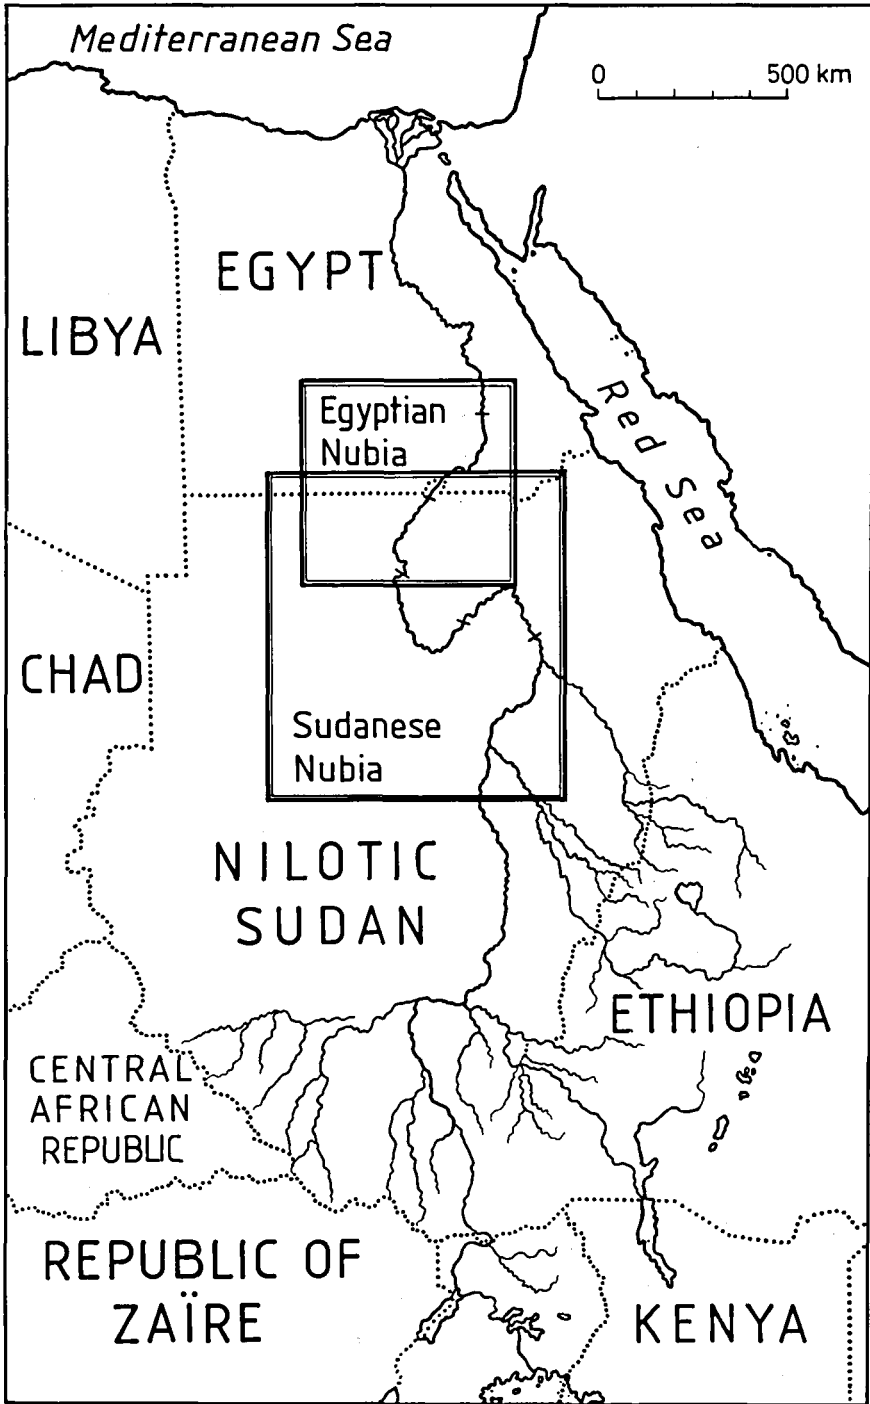 Mediterranean Sea
0 500 km
EGYPT
LIBYA
Red Sea
Egyptian
Nubia
CHAD
Sudanese
Nubia
NILOTIC
SUDAN
ETHIOPIA
CENTRAL
AFRICAN
REPUBLIC
REPUBLIC OF
ZAÏRE
KENYA